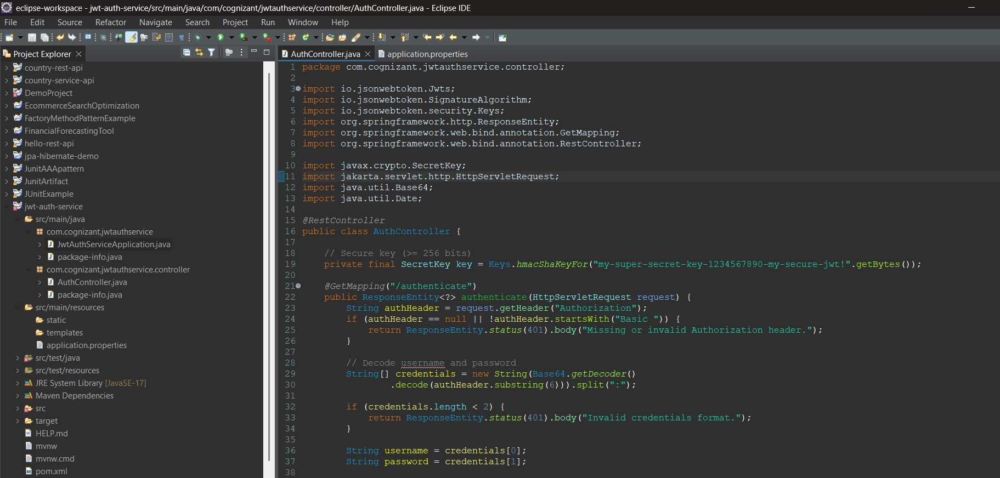 eclipse-workspace - jwt-auth-service/src/main/java/com/cognizant/jwtauthservice/controller/AuthController.java - Eclipse IDE
File Edit Source Refactor Navigate Search Project Run Window Help
Project Explorer
country-rest-api
country-service-api
DemoProject
EcommerceSearchOptimization
FactoryMethodPatternExample
FinancialForecastingTool
hello-rest-api
jpa-hibernate-demo
JunitAAApattern
JunitArtifact
JUnitExample
jwt-auth-service
src/main/java
com.cognizant.jwtauthservice
JwtAuthServiceApplication.java
package-info.java
com.cognizant.jwtauthservice.controller
AuthController.java
package-info.java
src/main/resources
static
templates
application.properties
src/test/java
src/test/resources
JRE System Library [JavaSE-17]
Maven Dependencies
src
target
HELP.md
mvnw
mvnw.cmd
pom.xml
AuthController.java application.properties
1 package com.cognizant.jwtauthservice.controller;
2
3 import io.jsonwebtoken.Jwts;
4 import io.jsonwebtoken.SignatureAlgorithm;
5 import io.jsonwebtoken.security.Keys;
6 import org.springframework.http.ResponseEntity;
7 import org.springframework.web.bind.annotation.GetMapping;
8 import org.springframework.web.bind.annotation.RestController;
9
10 import javax.crypto.SecretKey;
11 import jakarta.servlet.http.HttpServletRequest;
12 import java.util.Base64;
13 import java.util.Date;
14
15 @RestController
16 public class AuthController {
17
18 // Secure key (>= 256 bits)
19 private final SecretKey key = Keys.hmacShaKeyFor("my-super-secret-key-1234567890-my-secure-jwt!".getBytes());
20
21 @GetMapping("/authenticate")
22 public ResponseEntity<?> authenticate(HttpServletRequest request) {
23 String authHeader = request.getHeader("Authorization");
24 if (authHeader == null || !authHeader.startsWith("Basic ")) {
25 return ResponseEntity.status(401).body("Missing or invalid Authorization header.");
26 }
27
28 // Decode username and password
29 String[] credentials = new String(Base64.getDecoder()
30 .decode(authHeader.substring(6))).split(":");
31
32 if (credentials.length < 2) {
33 return ResponseEntity.status(401).body("Invalid credentials format.");
34 }
35
36 String username = credentials[0];
37 String password = credentials[1];
38